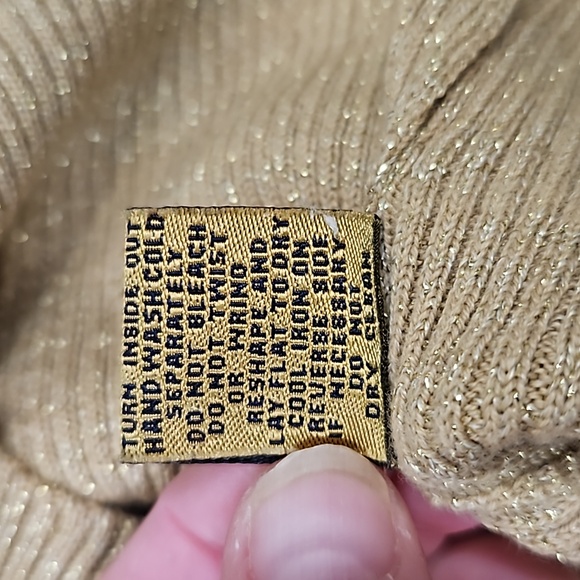 TURN INSIDE OUT
HAND WASH COLD
SEPARATELY
DO NOT BLEACH
DO NOT TWIST
OR WRING
RESHAPE AND
LAY FLAT TO DRY
COOL IRON ON
REVERSE SIDE
IF NECESSARY
DO NOT
DRY CLEAN